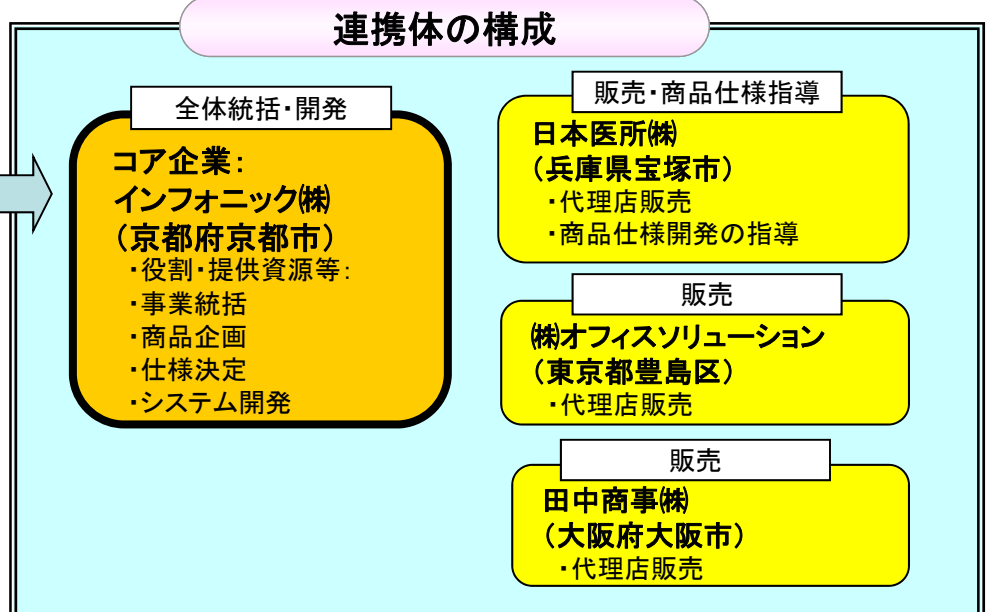 連携体の構成
全体統括・開発
コア企業：
インフォニック㈱
（京都府京都市）
・役割・提供資源等：
・事業統括
・商品企画
・仕様決定
・システム開発
販売・商品仕様指導
日本医所㈱
（兵庫県宝塚市）
・代理店販売
・商品仕様開発の指導
販売
㈱オフィスソリューション
（東京都豊島区）
・代理店販売
販売
田中商事㈱
（大阪府大阪市）
・代理店販売